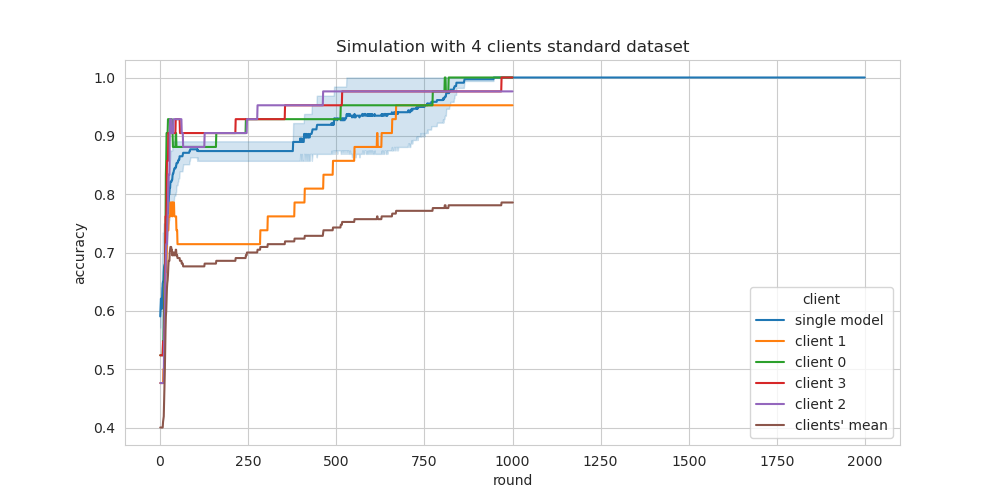 Simulation with 4 clients standard dataset
accuracy
1.0
0.9
0.8
0.7
0.6
0.5
0.4
0
250
500
750
1000
1250
1500
1750
2000
round
client
single model
client 1
client 0
client 3
client 2
clients' mean